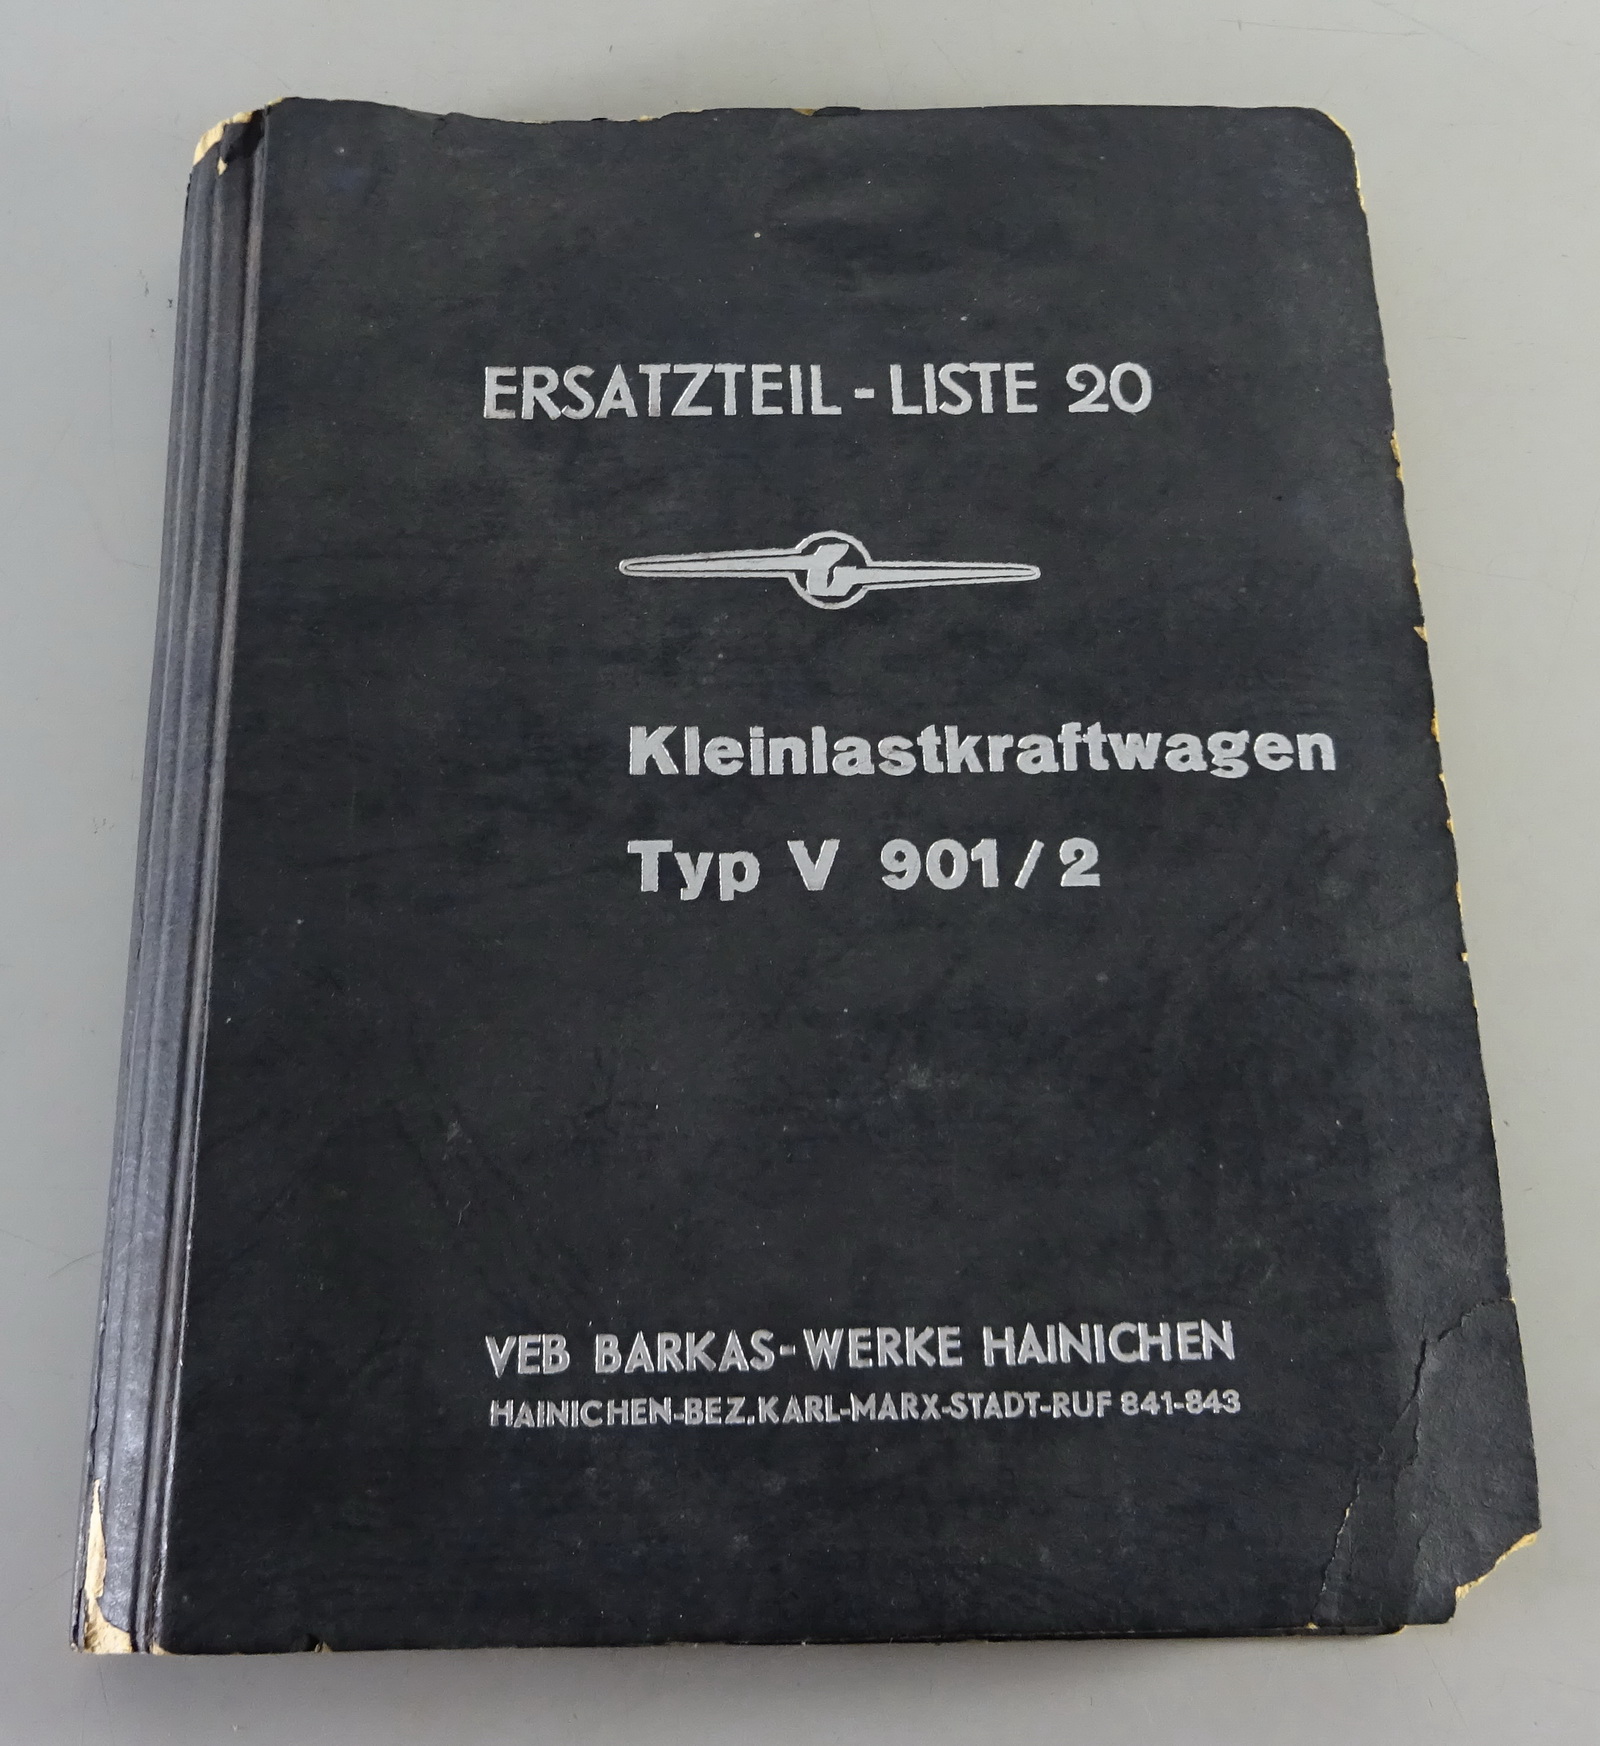 ERSATZTEIL-LISTE 20
Kleinlastkraftwagen
Typ V 901/2
VEB BARKAS-WERKE HAINICHEN
HAINICHEN-BEZ.KARL-MARX-STADT-RUF 841-843